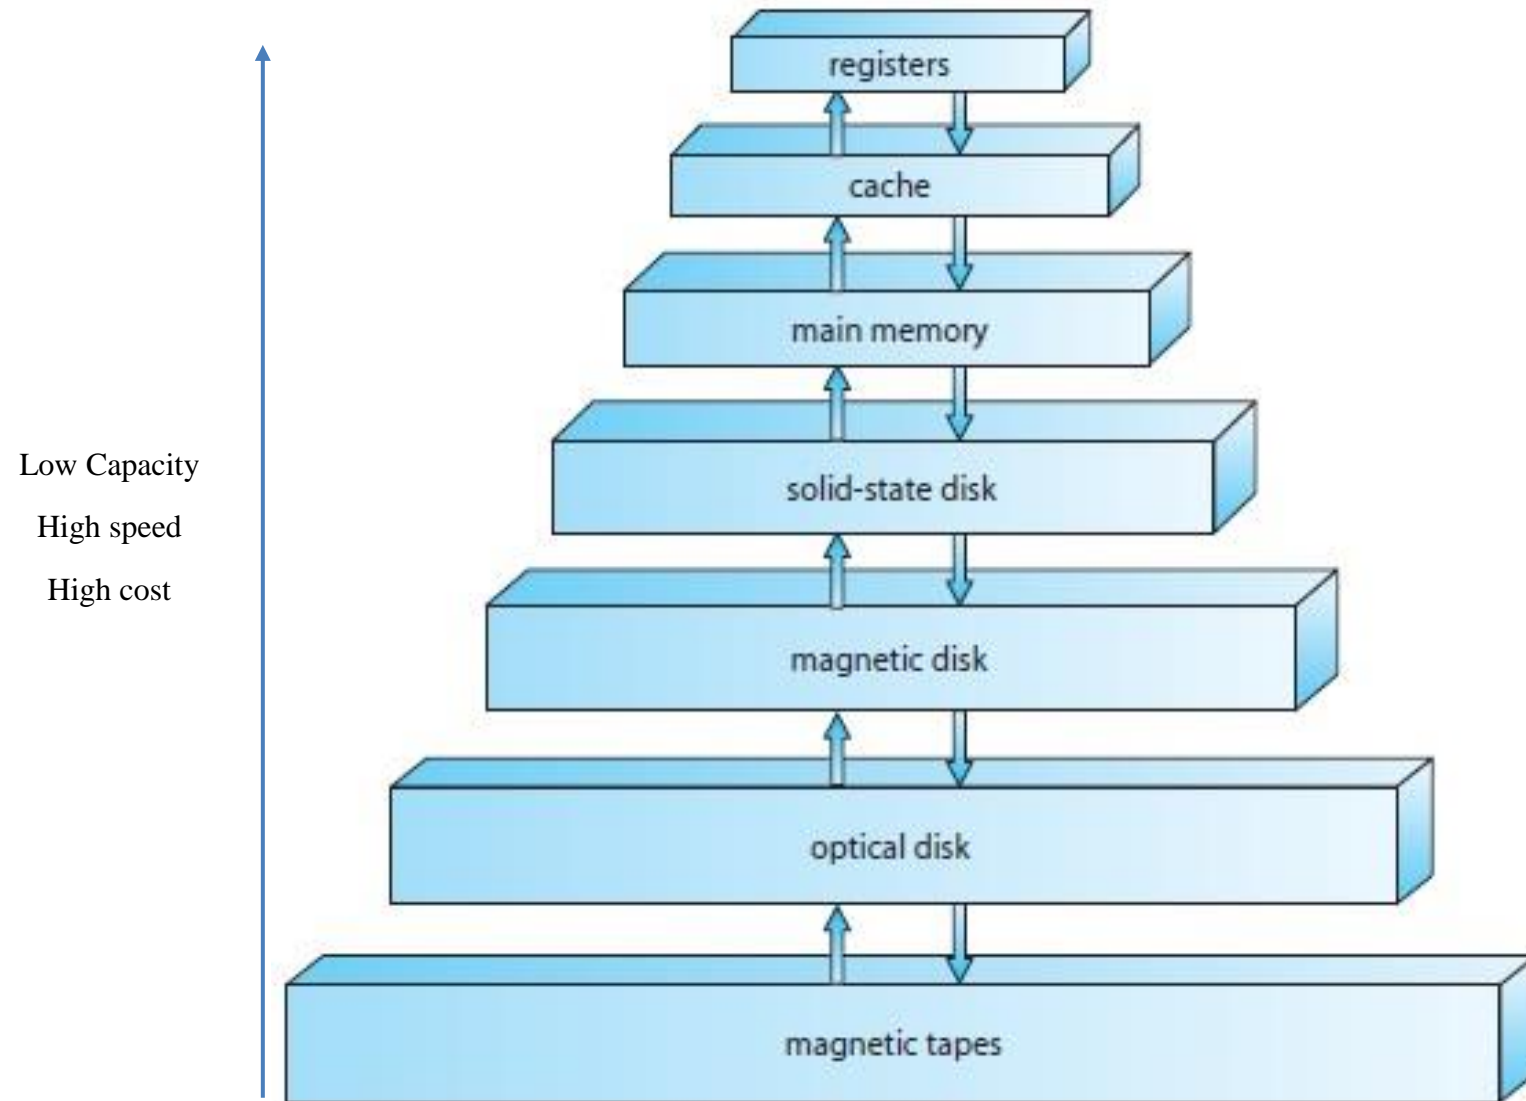 registers
cache
main memory
solid-state disk
magnetic disk
optical disk
magnetic tapes
Low Capacity
High speed
High cost